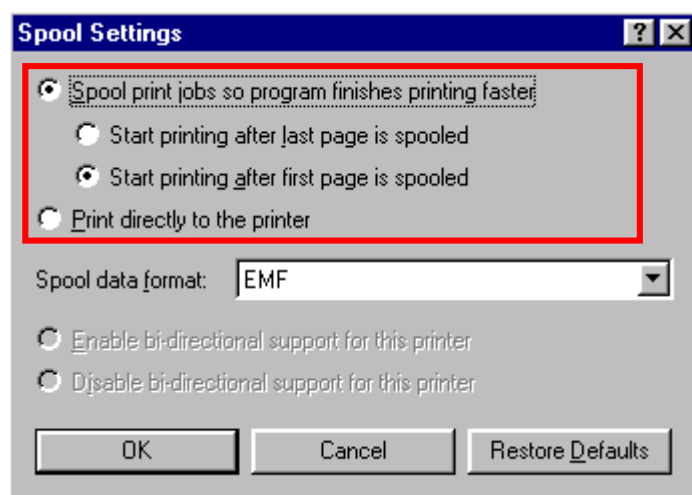 Spool Settings
Spool print jobs so program finishes printing faster
Start printing after last page is spooled
Start printing after first page is spooled
Print directly to the printer
Spool data format: EMF
Enable bi-directional support for this printer
Disable bi-directional support for this printer
OK Cancel Restore Defaults